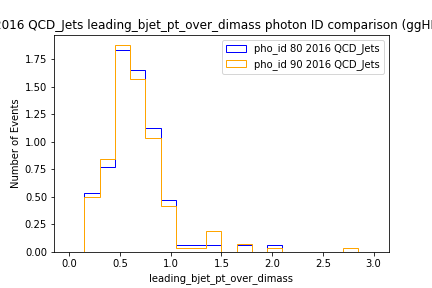 2016 QCD_Jets leading_bjet_pt_over_dimass photon ID comparison (ggH
pho_id 80 2016 QCD_Jets
pho_id 90 2016 QCD_Jets
Number of Events
1.75
1.50
1.25
1.00
0.75
0.50
0.25
0.00
0.0 0.5 1.0 1.5 2.0 2.5 3.0
leading_bjet_pt_over_dimass